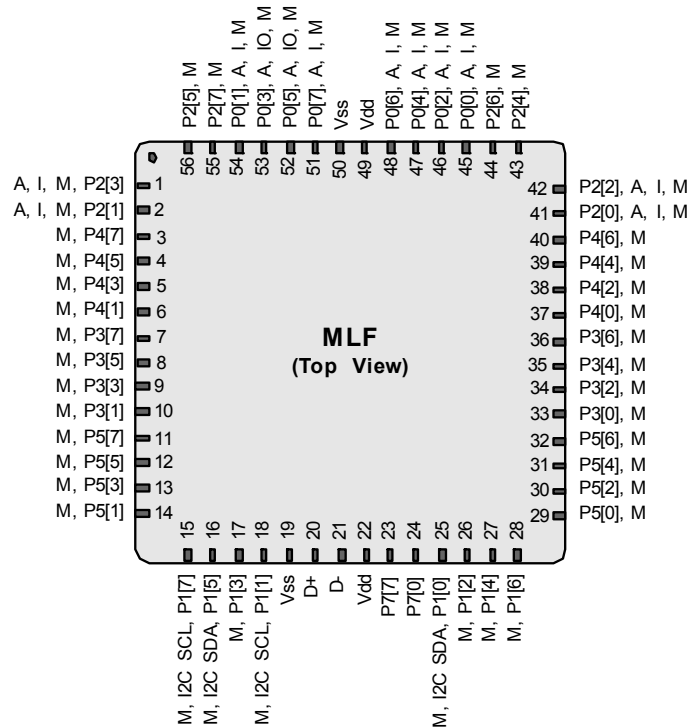 P2[5], M
P2[7], M
P0[1], A, I, M
P0[3], A, IO, M
P0[5], A, IO, M
P0[7], A, I, M
Vss
Vdd
P0[6], A, I, M
P0[4], A, I, M
P0[2], A, I, M
P0[0], A, I, M
P2[6], M
P2[4], M
56
55
54
53
52
51
50
49
48
47
46
45
44
43
A, I, M, P2[3] 1
A, I, M, P2[1] 2
M, P4[7] 3
M, P4[5] 4
M, P4[3] 5
M, P4[1] 6
M, P3[7] 7
M, P3[5] 8
M, P3[3] 9
M, P3[1] 10
M, P5[7] 11
M, P5[5] 12
M, P5[3] 13
M, P5[1] 14
MLF
(Top View)
42 P2[2], A, I, M
41 P2[0], A, I, M
40 P4[6], M
39 P4[4], M
38 P4[2], M
37 P4[0], M
36 P3[6], M
35 P3[4], M
34 P3[2], M
33 P3[0], M
32 P5[6], M
31 P5[4], M
30 P5[2], M
29 P5[0], M
15
16
17
18
19
20
21
22
23
24
25
26
27
28
M, I2C SCL, P1[7]
M, I2C SDA, P1[5]
M, P1[3]
M, I2C SCL, P1[1]
Vss
D+
D-
Vdd
P7[7]
P7[0]
M, I2C SDA, P1[0]
M, P1[2]
M, P1[4]
M, P1[6]